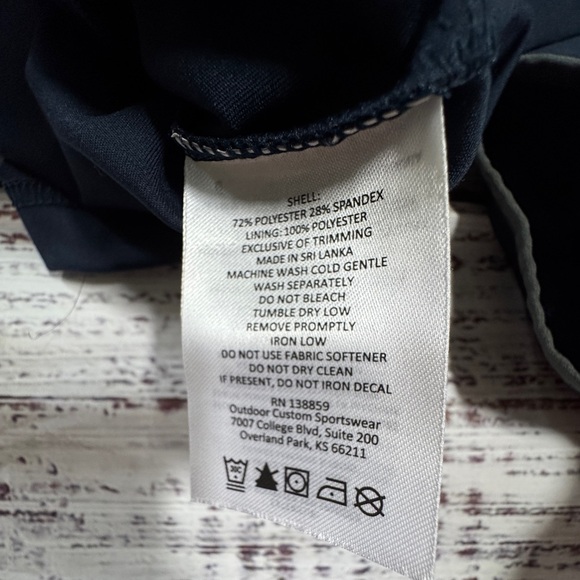 SHELL:
72% POLYESTER 28% SPANDEX
LINING: 100% POLYESTER
EXCLUSIVE OF TRIMMING
MADE IN SRI LANKA
MACHINE WASH COLD GENTLE
WASH SEPARATELY
DO NOT BLEACH
TUMBLE DRY LOW
REMOVE PROMPTLY
IRON LOW
DO NOT USE FABRIC SOFTENER
DO NOT DRY CLEAN
IF PRESENT, DO NOT IRON DECAL
RN 138859
Outdoor Custom Sportswear
7007 College Blvd, Suite 200
Overland Park, KS 66211
30C